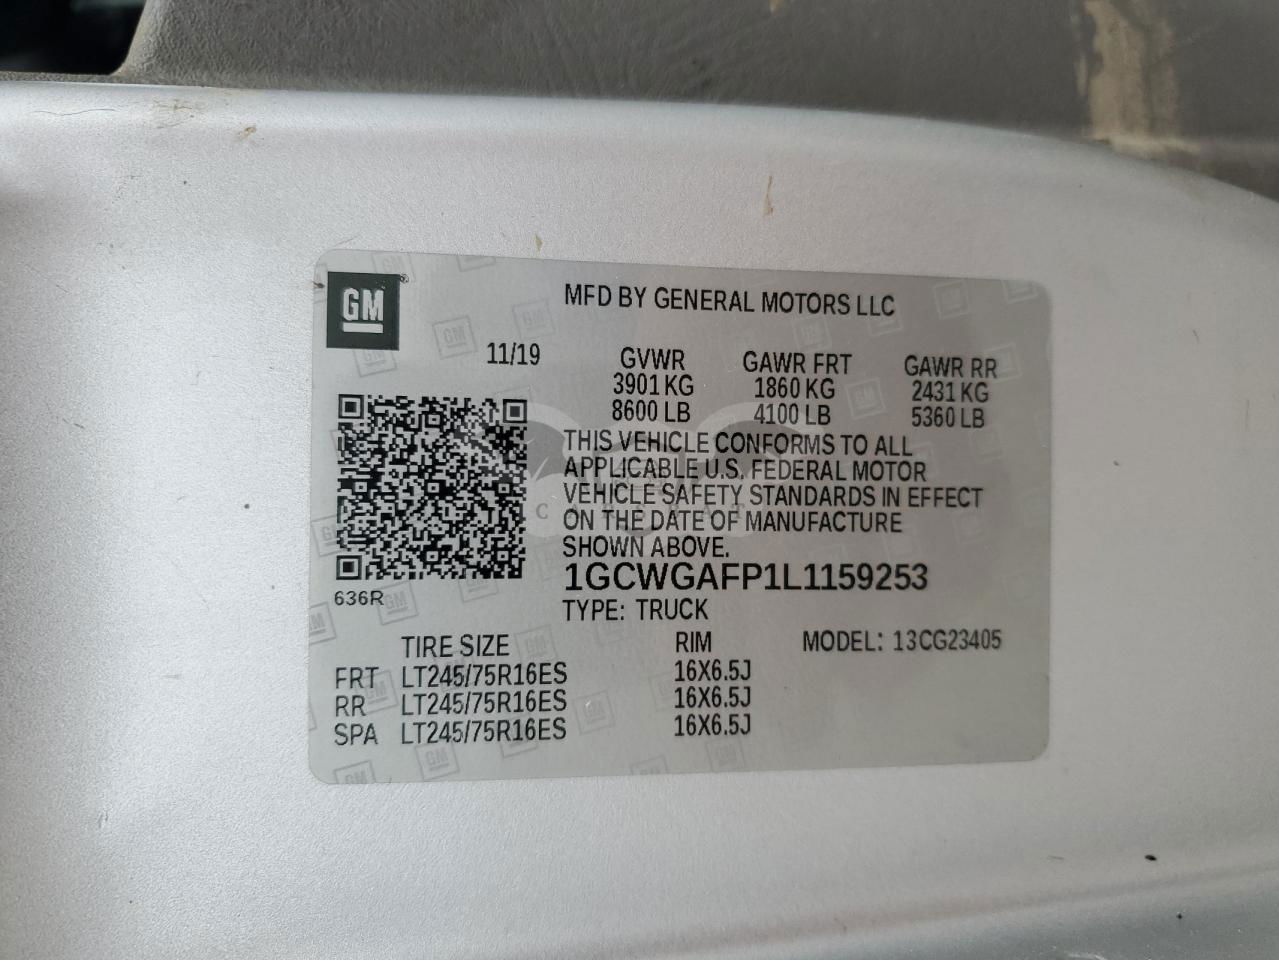 GM
MFD BY GENERAL MOTORS LLC
11/19 GVWR GAWR FRT GAWR RR
3901 KG 1860 KG 2431 KG
8600 LB 4100 LB 5360 LB
THIS VEHICLE CONFORMS TO ALL
APPLICABLE U.S. FEDERAL MOTOR
VEHICLE SAFETY STANDARDS IN EFFECT
ON THE DATE OF MANUFACTURE
SHOWN ABOVE.
1GCWGAFP1L1159253
636R
TYPE: TRUCK
TIRE SIZE RIM MODEL: 13CG23405
FRT LT245/75R16ES 16X6.5J
RR LT245/75R16ES 16X6.5J
SPA LT245/75R16ES 16X6.5J